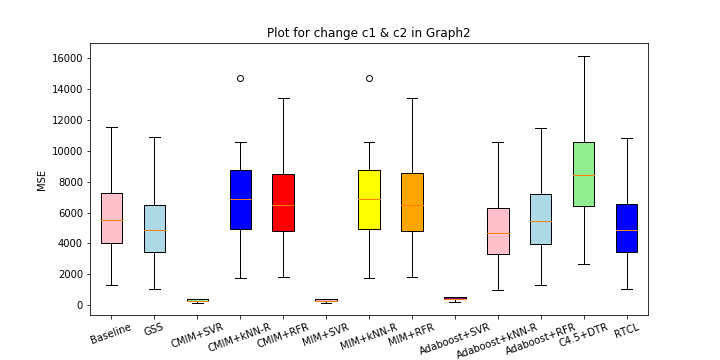 Plot for change c1 & c2 in Graph2
MSE
16000
14000
12000
10000
8000
6000
4000
2000
0
Baseline
GSS
CMIM+SVR
CMIM+kNN-R
CMIM+RFR
MIM+SVR
MIM+kNN-R
MIM+RFR
Adaboost+SVR
Adaboost+kNN-R
Adaboost+RFR
C4.5+DTR
RTCL